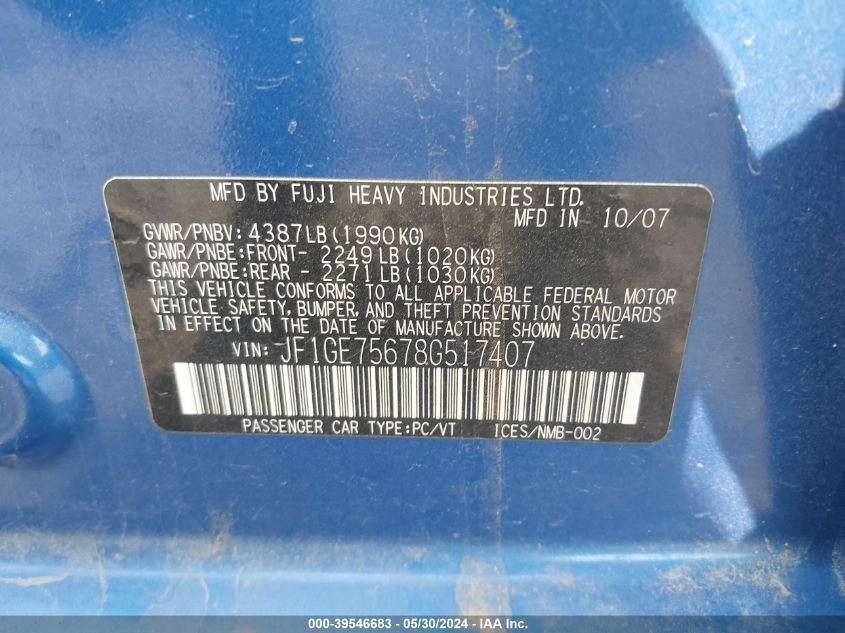 MFD BY FUJI HEAVY INDUSTRIES LTD.
MFD IN 10/07
GVWR/PNBV: 4387LB(1990KG)
GAWR/PNBE:FRONT- 2249LB(1020KG)
GAWR/PNBE:REAR - 2271LB(1030KG)
THIS VEHICLE CONFORMS TO ALL APPLICABLE FEDERAL MOTOR
VEHICLE SAFETY, BUMPER, AND THEFT PREVENTION STANDARDS
IN EFFECT ON THE DATE OF MANUFACTURE SHOWN ABOVE.
VIN: JF1GE75678G517407
PASSENGER CAR TYPE:PC/VT ICES/NMB-002
000-39546683 - 05/30/2024 - IAA Inc.